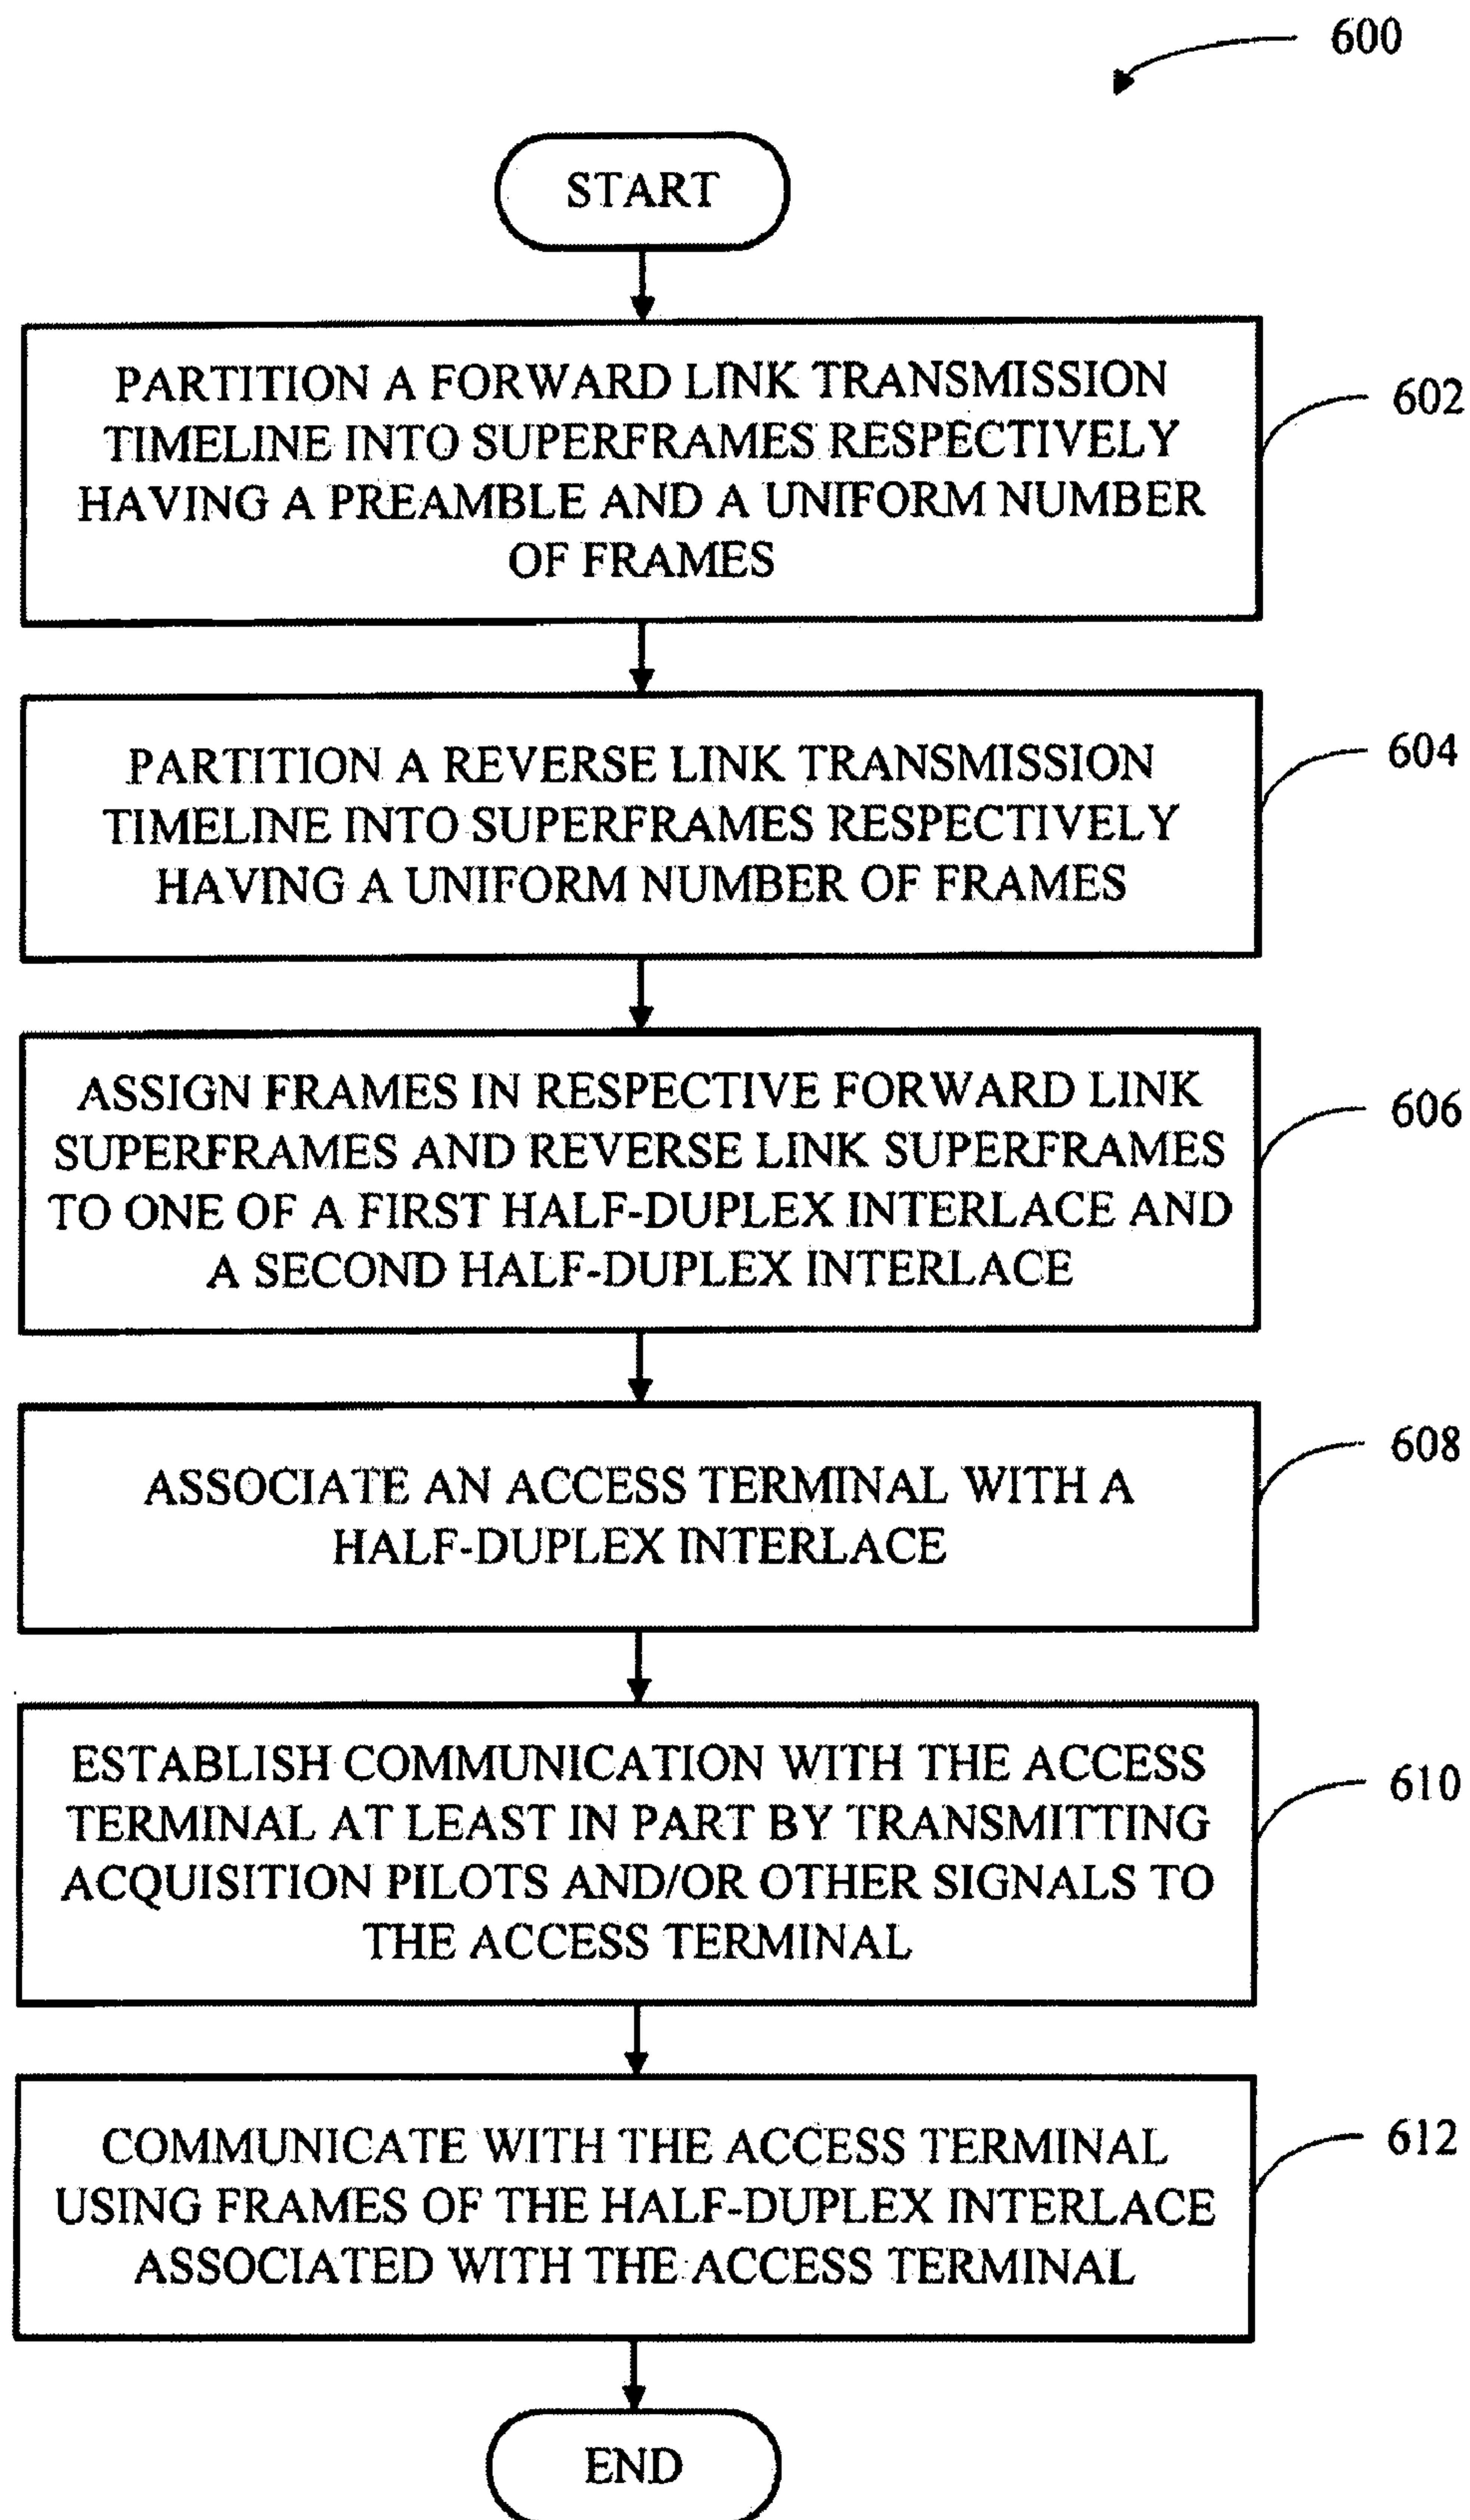 600
START
PARTITION A FORWARD LINK TRANSMISSION
TIMELINE INTO SUPERFRAMES RESPECTIVELY
HAVING A PREAMBLE AND A UNIFORM NUMBER
OF FRAMES
602
PARTITION A REVERSE LINK TRANSMISSION
TIMELINE INTO SUPERFRAMES RESPECTIVELY
HAVING A UNIFORM NUMBER OF FRAMES
604
ASSIGN FRAMES IN RESPECTIVE FORWARD LINK
SUPERFRAMES AND REVERSE LINK SUPERFRAMES
TO ONE OF A FIRST HALF-DUPLEX INTERLACE AND
A SECOND HALF-DUPLEX INTERLACE
606
ASSOCIATE AN ACCESS TERMINAL WITH A
HALF-DUPLEX INTERLACE
608
ESTABLISH COMMUNICATION WITH THE ACCESS
TERMINAL AT LEAST IN PART BY TRANSMITTING
ACQUISITION PILOTS AND/OR OTHER SIGNALS TO
THE ACCESS TERMINAL
610
COMMUNICATE WITH THE ACCESS TERMINAL
USING FRAMES OF THE HALF-DUPLEX INTERLACE
ASSOCIATED WITH THE ACCESS TERMINAL
612
END